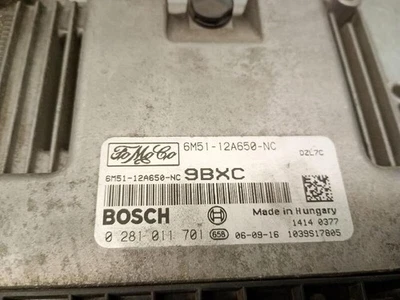 FoMoCo 6M51-12A650-NC DZL7C
6M51-12A650-NC 9BXC
BOSCH Made in Hungary
1414 0377
0 281 011 701 658 06-09-16 1039S17805